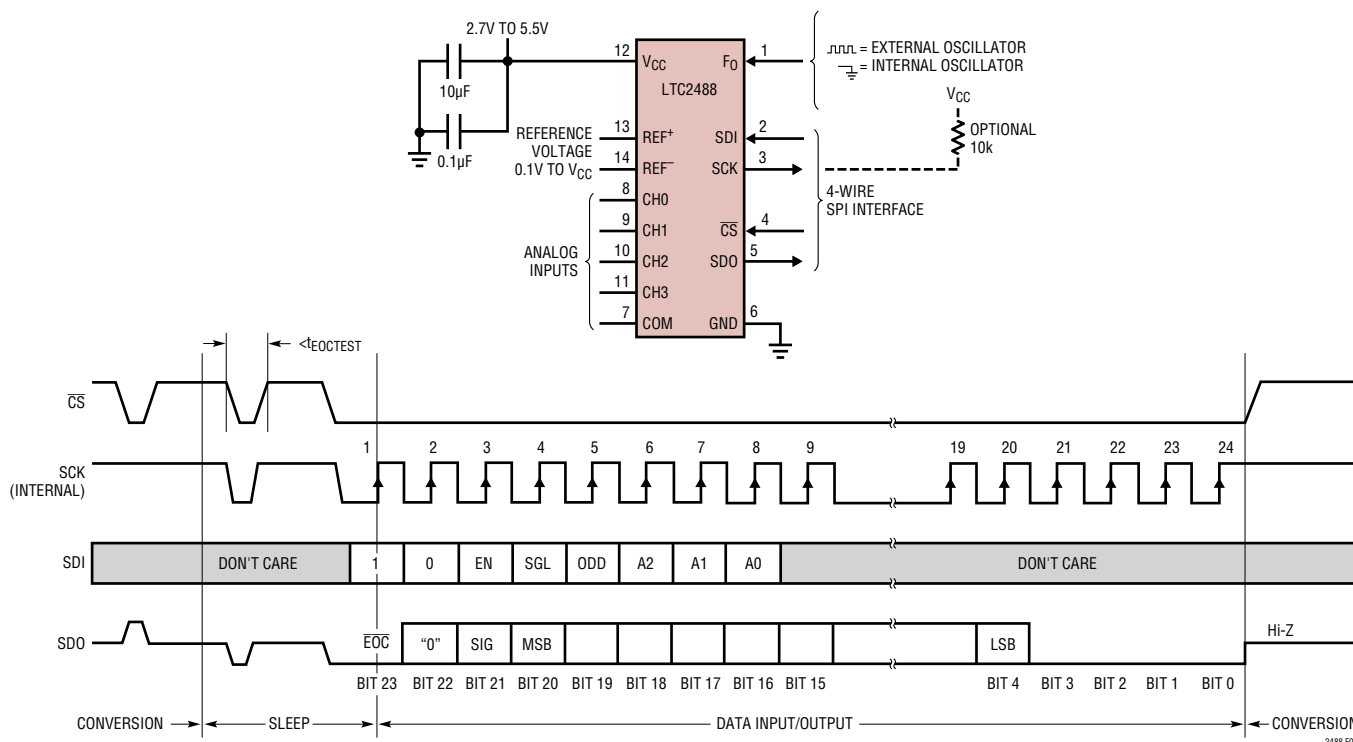 2.7V TO 5.5V
10µF
0.1µF
12
VCC
FO
1
LTC2488
= EXTERNAL OSCILLATOR
= INTERNAL OSCILLATOR
VCC
OPTIONAL
10k
REFERENCE
VOLTAGE
0.1V TO VCC
13
REF+
SDI
2
14
REF–
SCK
3
8
CH0
9
CH1
CS
4
10
CH2
SDO
5
11
CH3
7
COM
GND
6
ANALOG
INPUTS
4-WIRE
SPI INTERFACE
<tEOCTEST
CS
1 2 3 4 5 6 7 8 9 19 20 21 22 23 24
SCK
(INTERNAL)
SDI
DON'T CARE
1 0 EN SGL ODD A2 A1 A0
DON'T CARE
SDO
EOC "0" SIG MSB LSB
Hi-Z
BIT 23 BIT 22 BIT 21 BIT 20 BIT 19 BIT 18 BIT 17 BIT 16 BIT 15 BIT 4 BIT 3 BIT 2 BIT 1 BIT 0
CONVERSION SLEEP DATA INPUT/OUTPUT CONVERSION